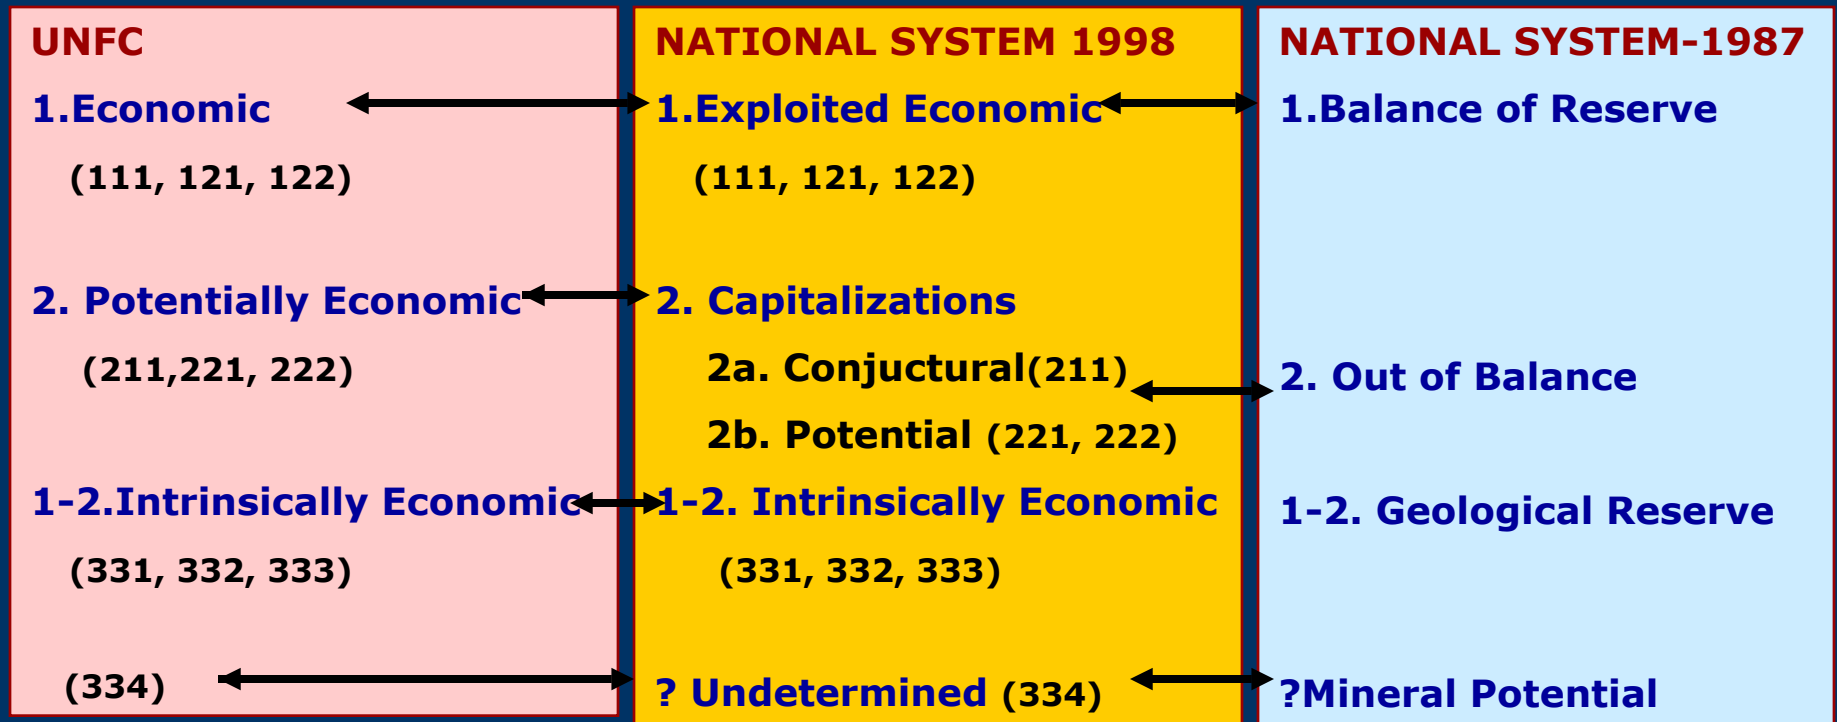 UNFC
1.Economic
(111, 121, 122)
2. Potentially Economic
(211,221, 222)
1-2.Intrinsically Economic
(331, 332, 333)
(334)
NATIONAL SYSTEM 1998
1.Exploited Economic
(111, 121, 122)
2. Capitalizations
2a. Conjuctural(211)
2b. Potential (221, 222)
1-2. Intrinsically Economic
(331, 332, 333)
? Undetermined (334)
NATIONAL SYSTEM-1987
1.Balance of Reserve
2. Out of Balance
1-2. Geological Reserve
?Mineral Potential